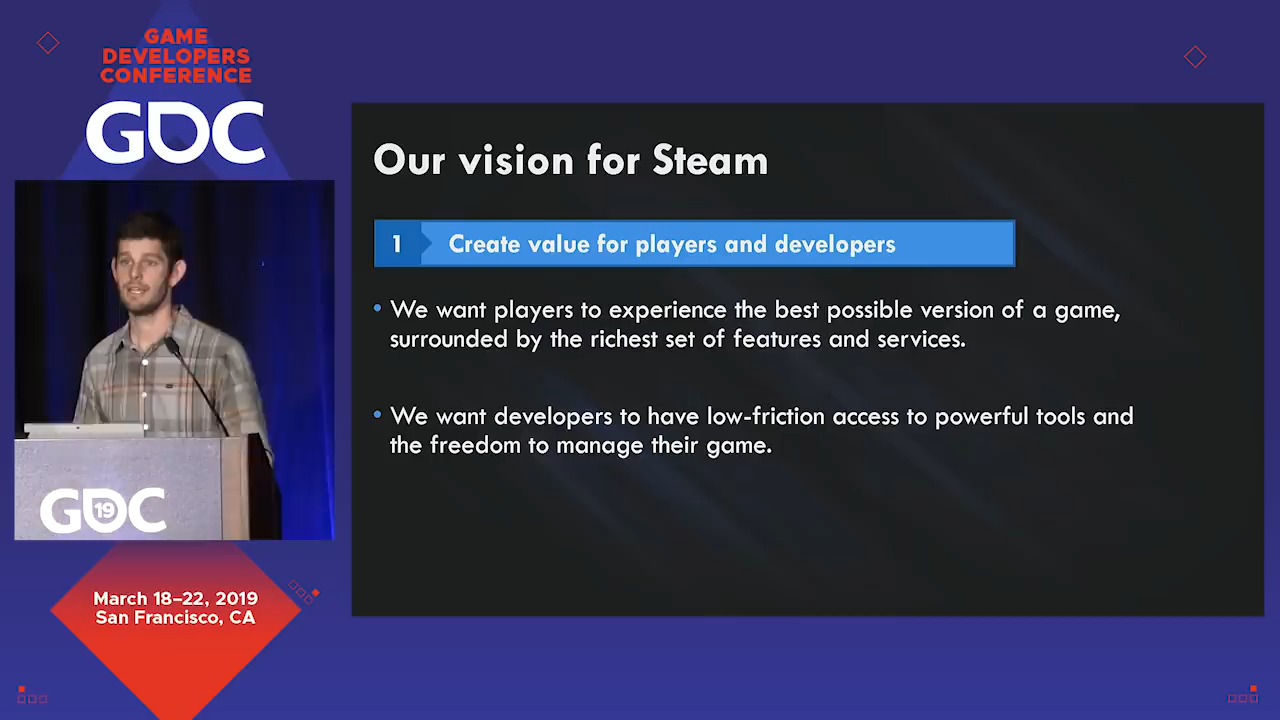 GAME
DEVELOPERS
CONFERENCE
GDC
GDC
19
March 18–22, 2019
San Francisco, CA
Our vision for Steam
1 Create value for players and developers
• We want players to experience the best possible version of a game,
surrounded by the richest set of features and services.
• We want developers to have low-friction access to powerful tools and
the freedom to manage their game.